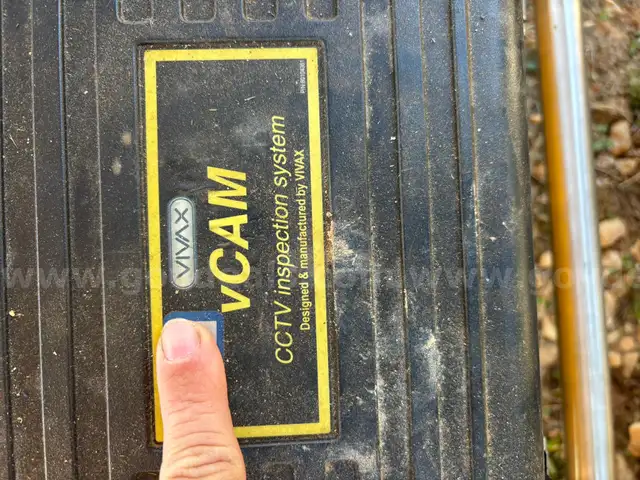 VIVAX
vCAM
CCTV inspection system
Designed & manufactured by VIVAX